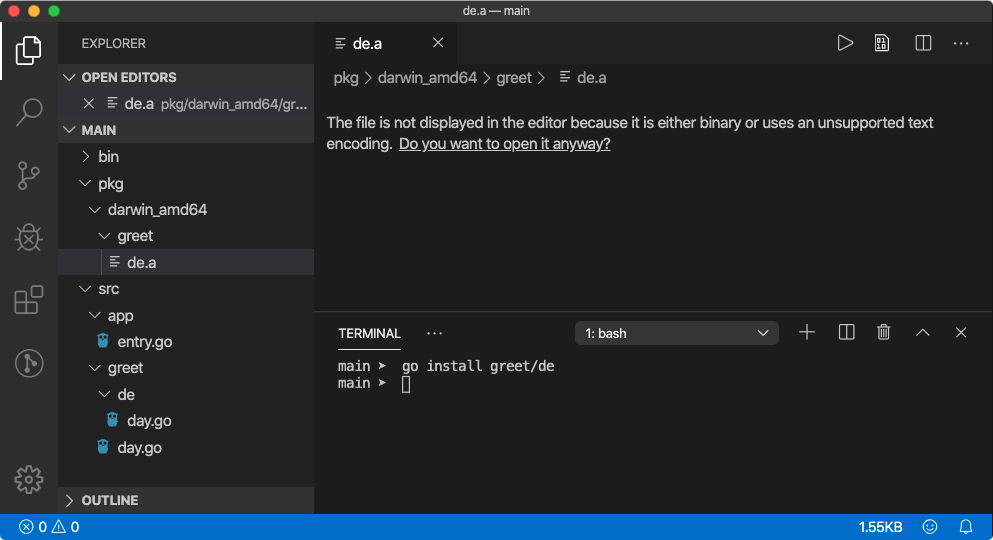 de.a — main
EXPLORER
OPEN EDITORS
de.a pkg/darwin_amd64/gr...
MAIN
bin
pkg
darwin_amd64
greet
de.a
src
app
entry.go
greet
de
day.go
day.go
OUTLINE
de.a
pkg > darwin_amd64 > greet > de.a
The file is not displayed in the editor because it is either binary or uses an unsupported text
encoding. Do you want to open it anyway?
TERMINAL ··· 1: bash
main ➤ go install greet/de
main ➤
0 0 1.55KB